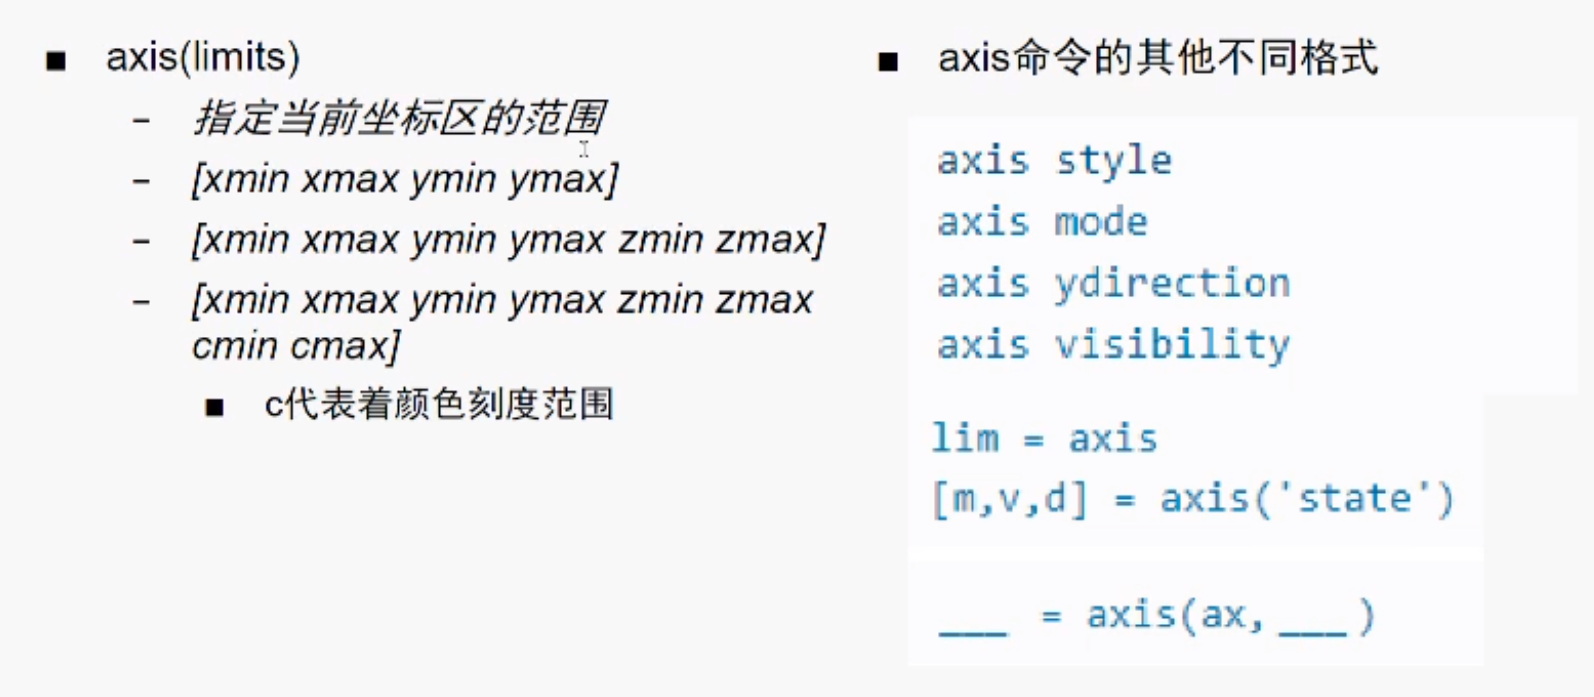 ■ axis(limits)
– 指定当前坐标区的范围
– [xmin xmax ymin ymax]
– [xmin xmax ymin ymax zmin zmax]
– [xmin xmax ymin ymax zmin zmax
cmin cmax]
■ c代表着颜色刻度范围
■ axis命令的其他不同格式
axis style
axis mode
axis ydirection
axis visibility
lim = axis
[m,v,d] = axis('state')
___ = axis(ax,___)